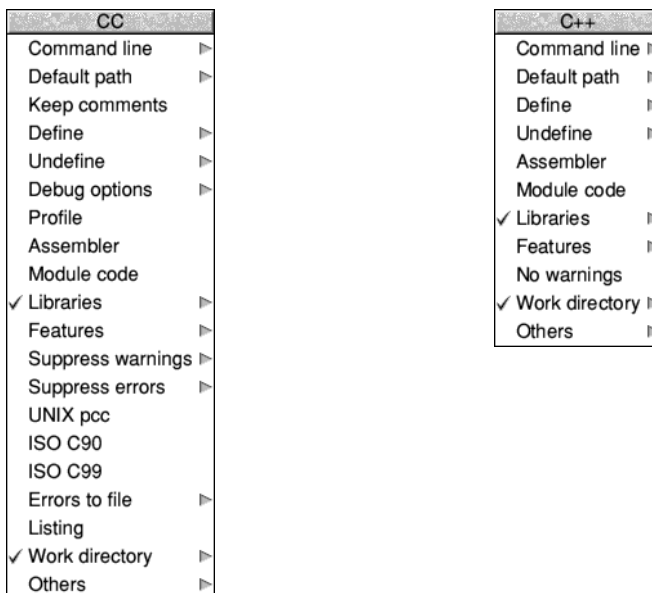 CC
Command line
Default path
Keep comments
Define
Undefine
Debug options
Profile
Assembler
Module code
Libraries
Features
Suppress warnings
Suppress errors
UNIX pcc
ISO C90
ISO C99
Errors to file
Listing
Work directory
Others
C++
Command line
Default path
Define
Undefine
Assembler
Module code
Libraries
Features
No warnings
Work directory
Others